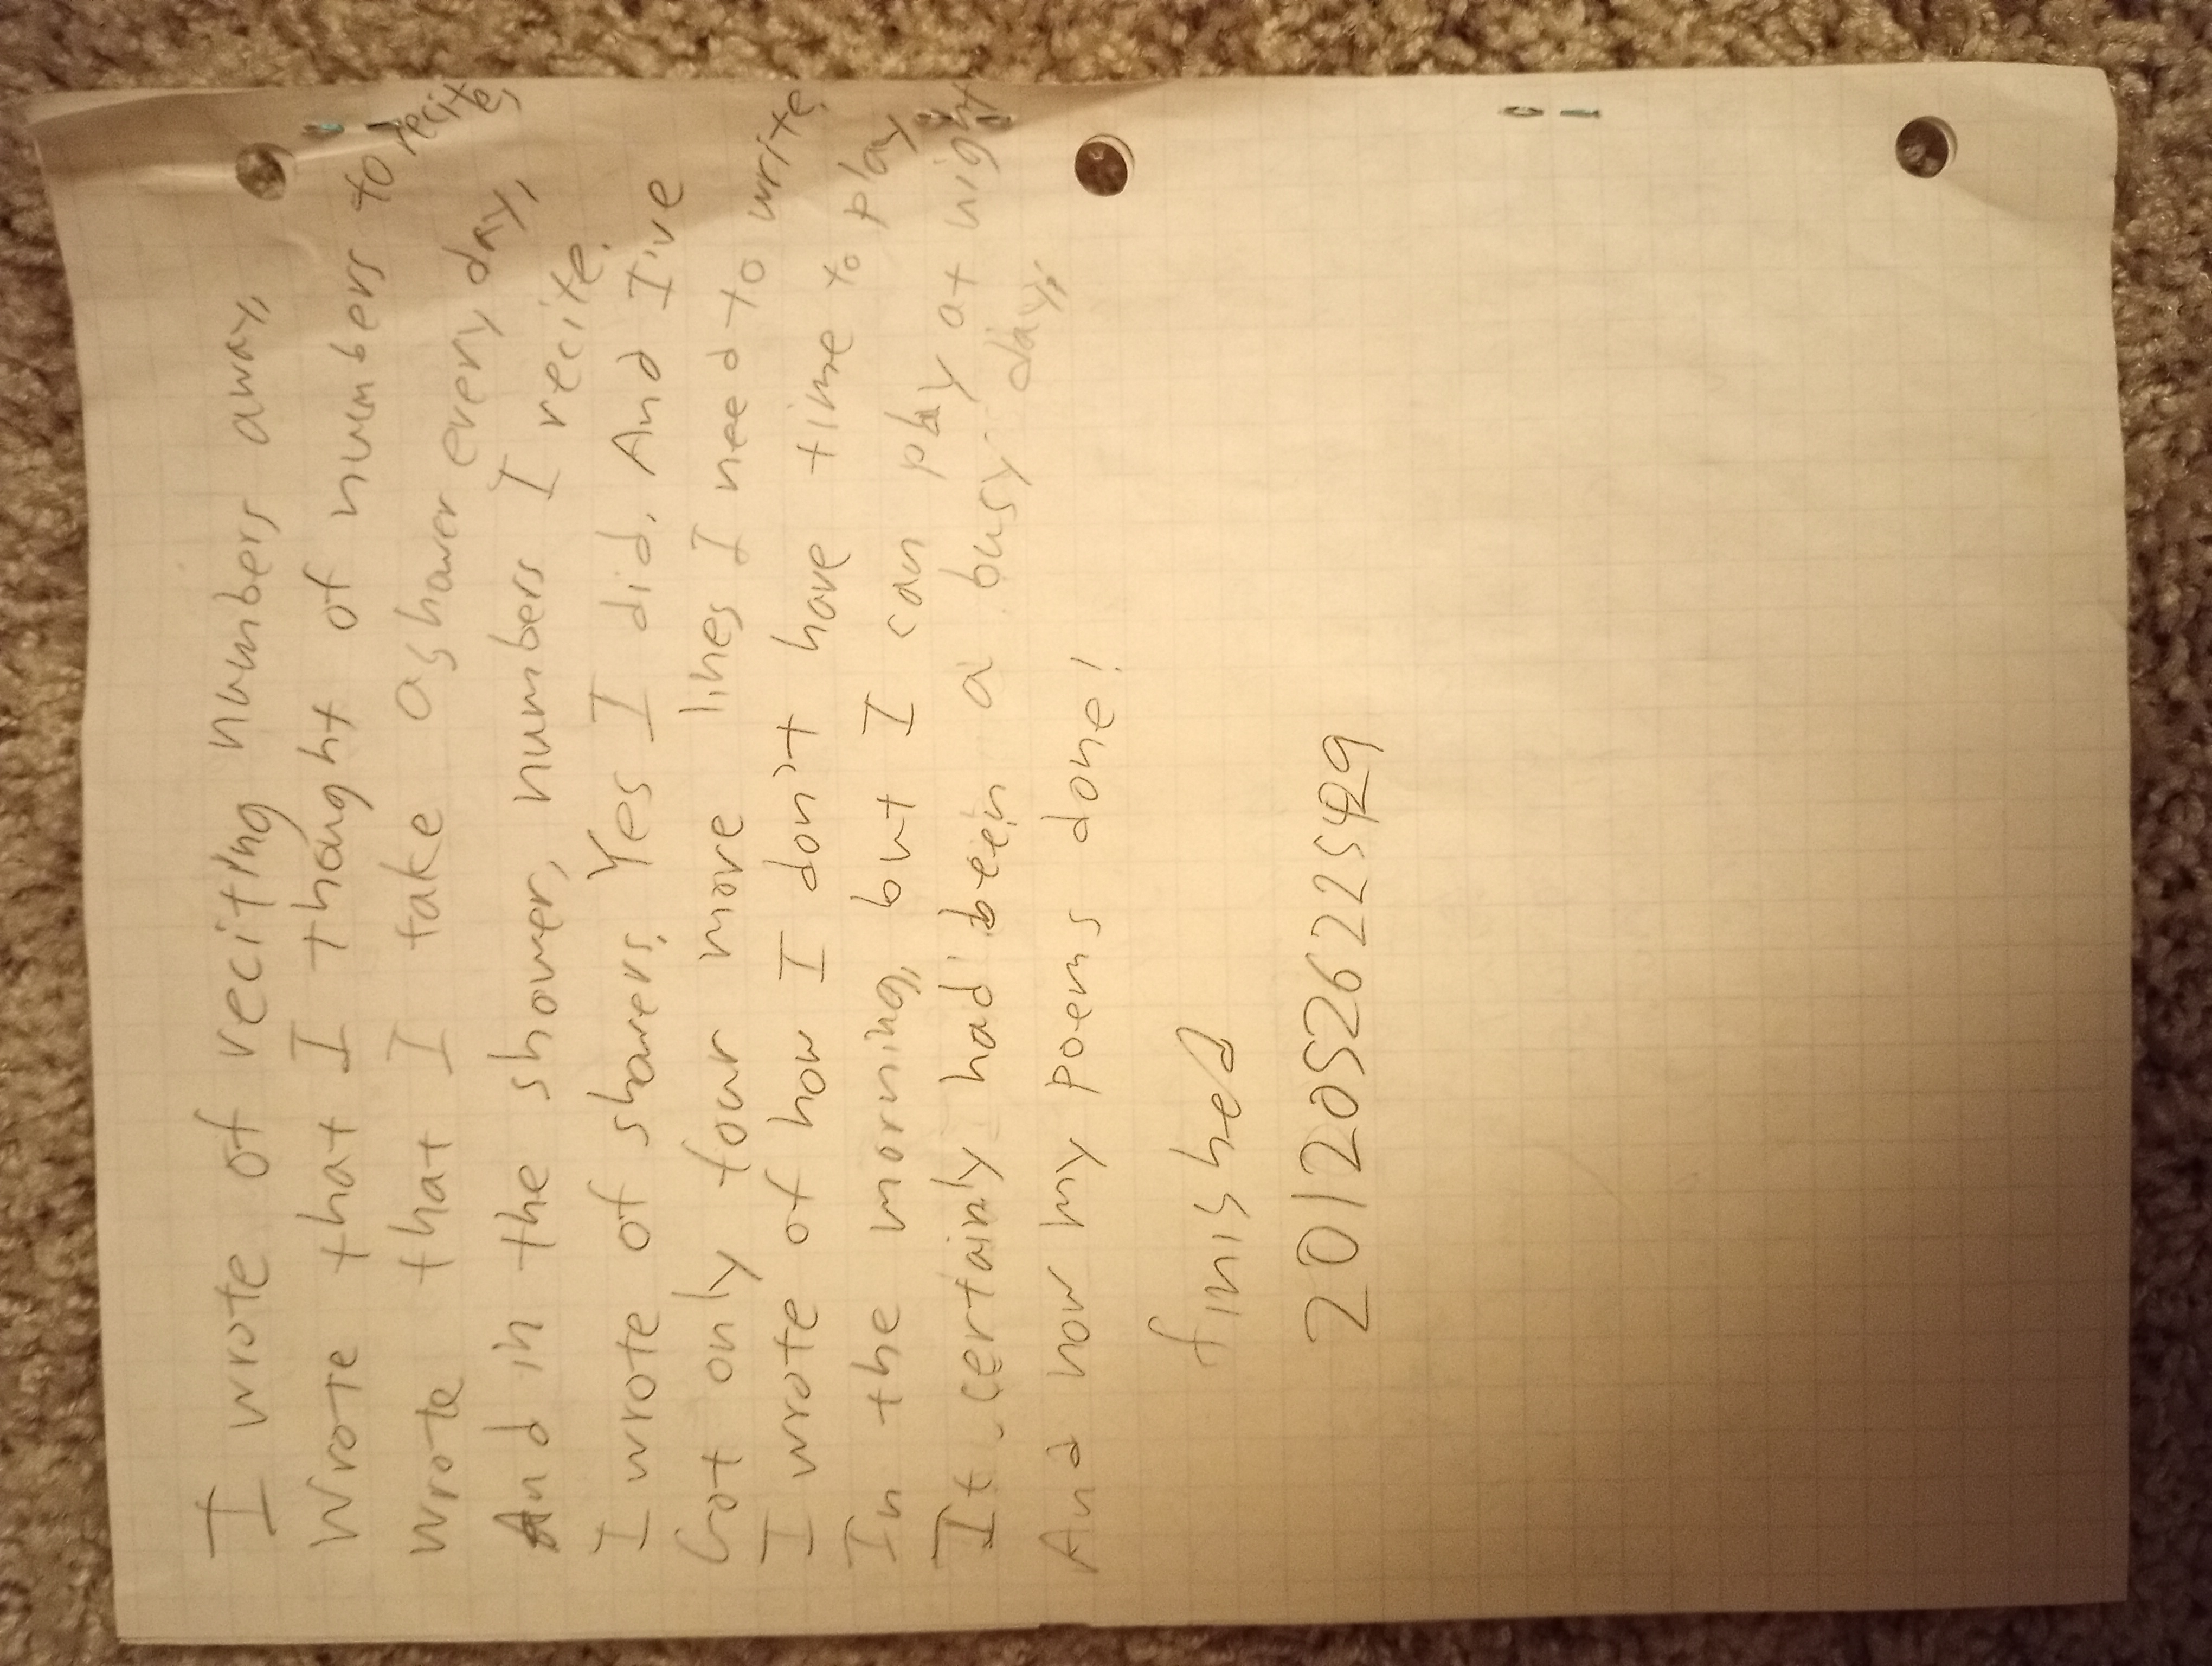 I wrote of reciting numbers away,
Wrote that I thought of numbers to recite,
Wrote that I take a shower every day,
And in the shower, numbers I recite.
I wrote of showers. Yes I did. And I've
Got only four more lines I need to write.
I wrote of how I don't have time to play
In the morning, but I can play at night.
It certainly had been a busy day,
And now my poems done!
finished